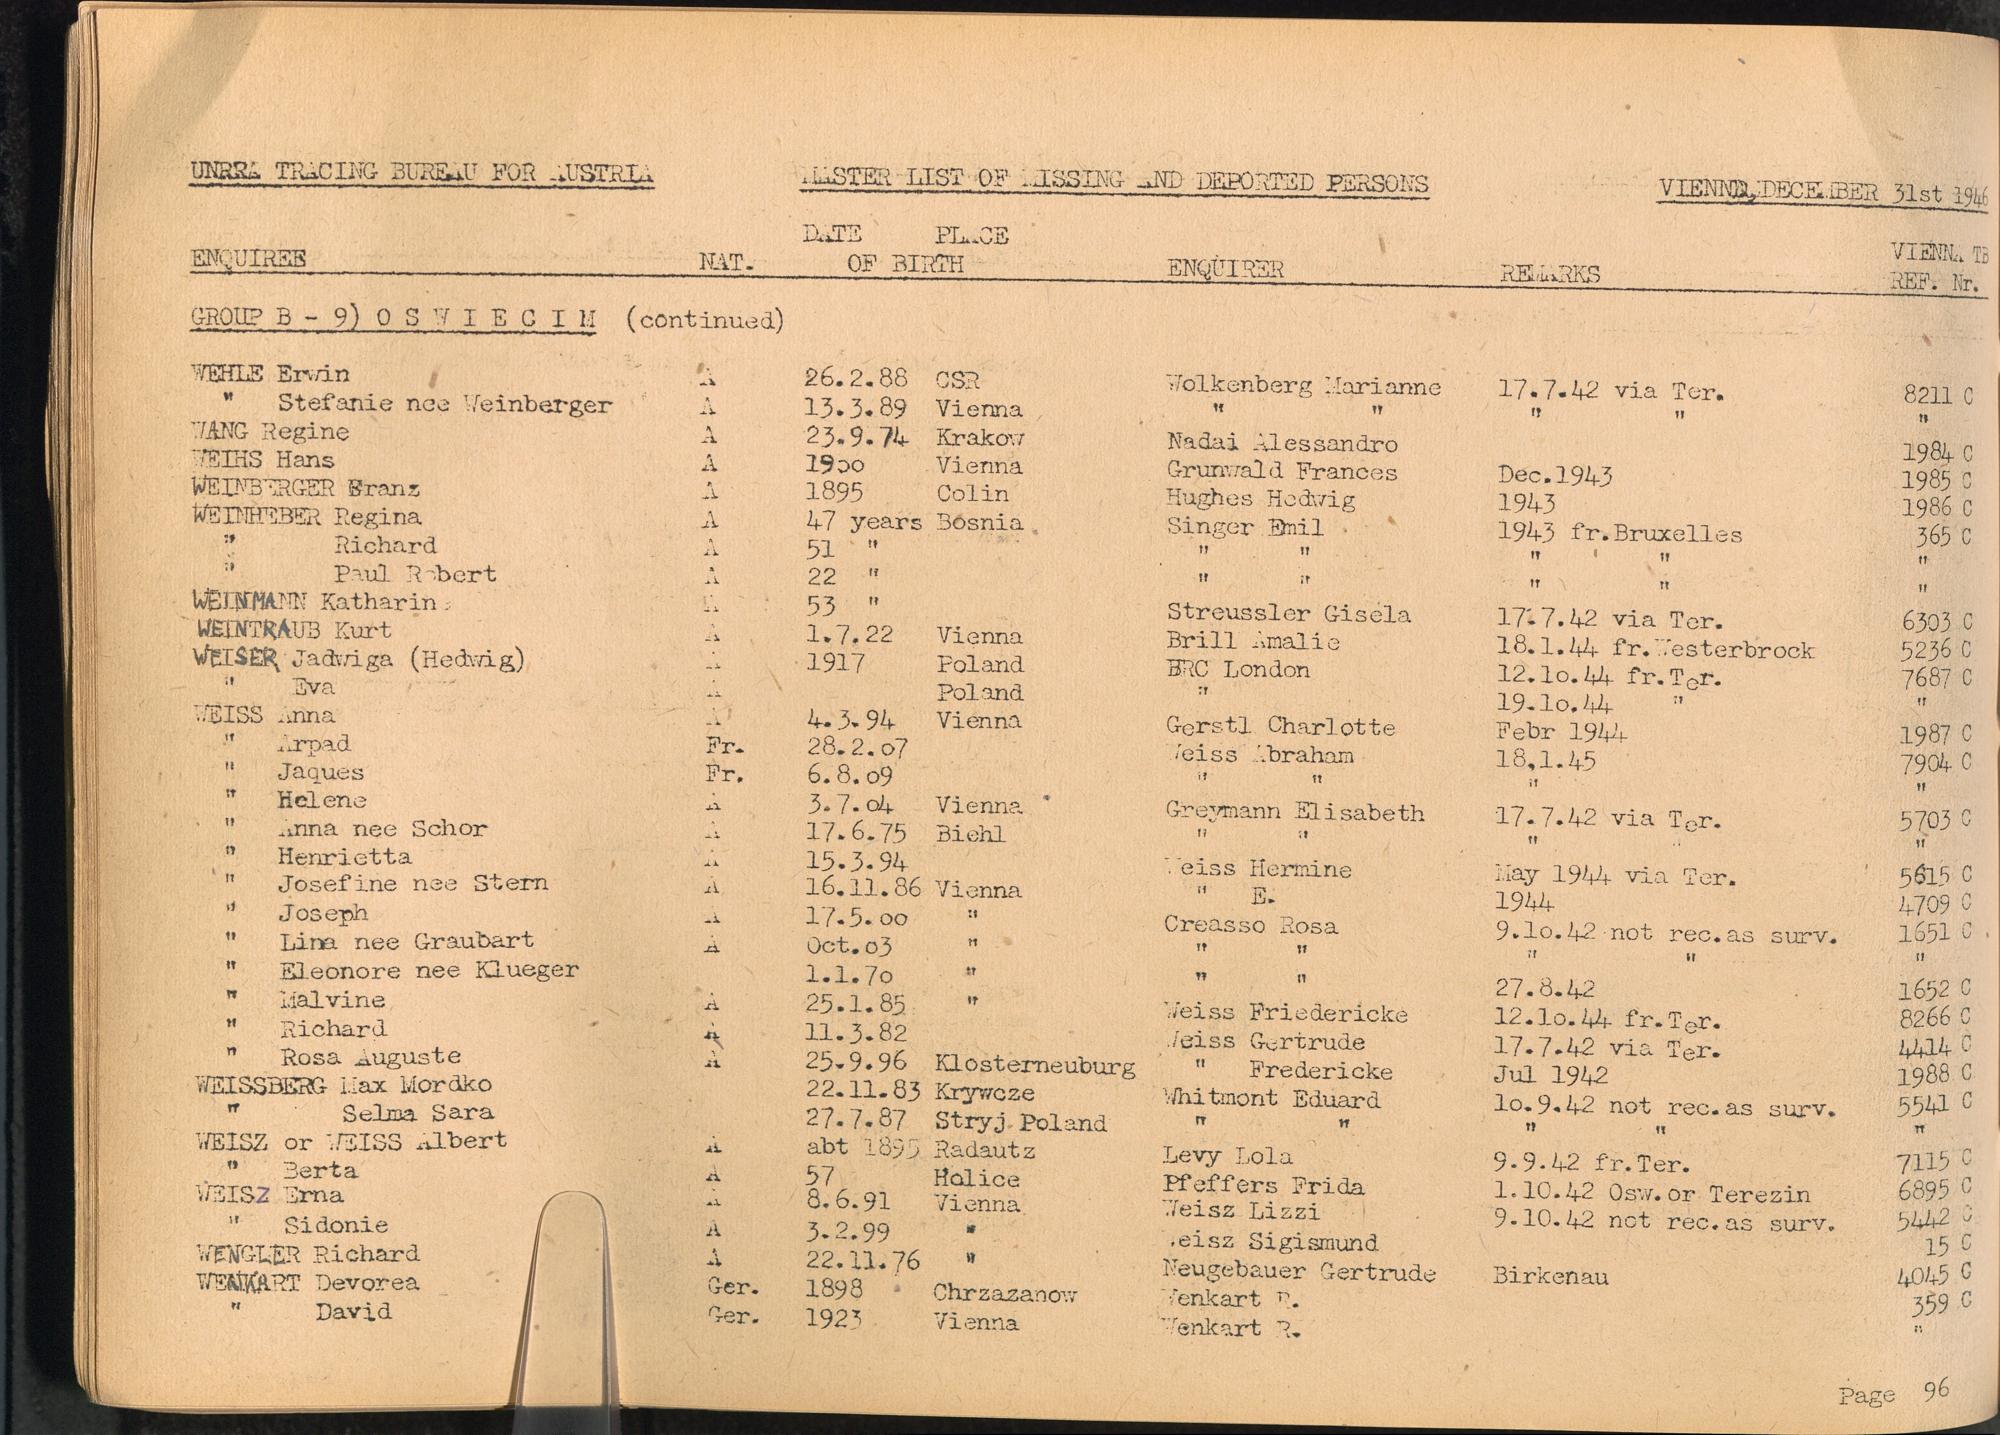 UNRRA TRACING BUREAU FOR AUSTRIA MASTER LIST OF MISSING AND DEPORTED PERSONS VIENNA, DECEMBER 31st 1946
DATE PLACE
ENQUIREE NAT. OF BIRTH ENQUIRER REMARKS VIENNA TB REF. Nr.
GROUP B - 9) O S W I E C I M (continued)
WEHLE Erwin A 26.2.88 CSR Wolkenberg Marianne 17.7.42 via Ter. 8211 C
" Stefanie nee Weinberger A 13.3.89 Vienna " " " " "
WANG Regine A 23.9.74 Krakow Nadai Alessandro 1984 C
WEIHS Hans A 1900 Vienna Grunwald Frances Dec.1943 1985 C
WEINBERGER Franz A 1895 Colin Hughes Hedwig 1943 1986 C
WEINHEBER Regina A 47 years Bosnia Singer Emil 1943 fr.Bruxelles 365 C
" Richard A 51 " " " " " "
" Paul Robert A 22 " " " " " "
WEINMANN Katharin A 53 " Streussler Gisela 17.7.42 via Ter. 6303 C
WEINTRAUB Kurt A 1.7.22 Vienna Brill Amalie 18.1.44 fr.Westerbrock 5236 C
WEISER Jadwiga (Hedwig) A 1917 Poland BRC London 12.10.44 fr.Ter. 7687 C
" Eva A Poland " 19.10.44 " "
WEISS Anna A 4.3.94 Vienna Gerstl Charlotte Febr 1944 1987 C
" Arpad Fr. 28.2.07 Weiss Abraham 18,1.45 7904 C
" Jaques Fr. 6.8.09 " " " "
" Helene A 3.7.04 Vienna Greymann Elisabeth 17.7.42 via Ter. 5703 C
" Anna nee Schor A 17.6.75 Biehl " " " " "
" Henrietta A 15.3.94 Weiss Hermine May 1944 via Ter. 5615 C
" Josefine nee Stern A 16.11.86 Vienna " E. 1944 4709 C
" Joseph A 17.5.00 " Creasso Rosa 9.10.42 not rec.as surv. 1651 C
" Lina nee Graubart A Oct.03 " " " " " "
" Eleonore nee Klueger 1.1.70 " " " 27.8.42 1652 C
" Malvine A 25.1.85 " Weiss Friedericke 12.10.44 fr.Ter. 8266 C
" Richard A 11.3.82 Weiss Gertrude 17.7.42 via Ter. 4414 C
" Rosa Auguste A 25.9.96 Klosterneuburg " Fredericke Jul 1942 1988 C
WEISSBERG Max Mordko 22.11.83 Krywcze Whitmont Eduard 10.9.42 not rec.as surv. 5541 C
" Selma Sara 27.7.87 Stryj Poland " " " " "
WEISZ or WEISS Albert A abt 1895 Radautz Levy Lola 9.9.42 fr.Ter. 7115 C
" Berta A 57 Holice Pfeffers Frida 1.10.42 Osw.or Terezin 6895 C
WEISZ Erna A 8.6.91 Vienna Weisz Lizzi 9.10.42 not rec.as surv. 5442 C
" Sidonie A 3.2.99 " Weisz Sigismund 15 C
WENGLER Richard A 22.11.76 " Neugebauer Gertrude Birkenau 4045 C
WENKART Devorea Ger. 1898 Chrzazanow Wenkart R. 359 C
" David Ger. 1923 Vienna Wenkart R. "
Page 96